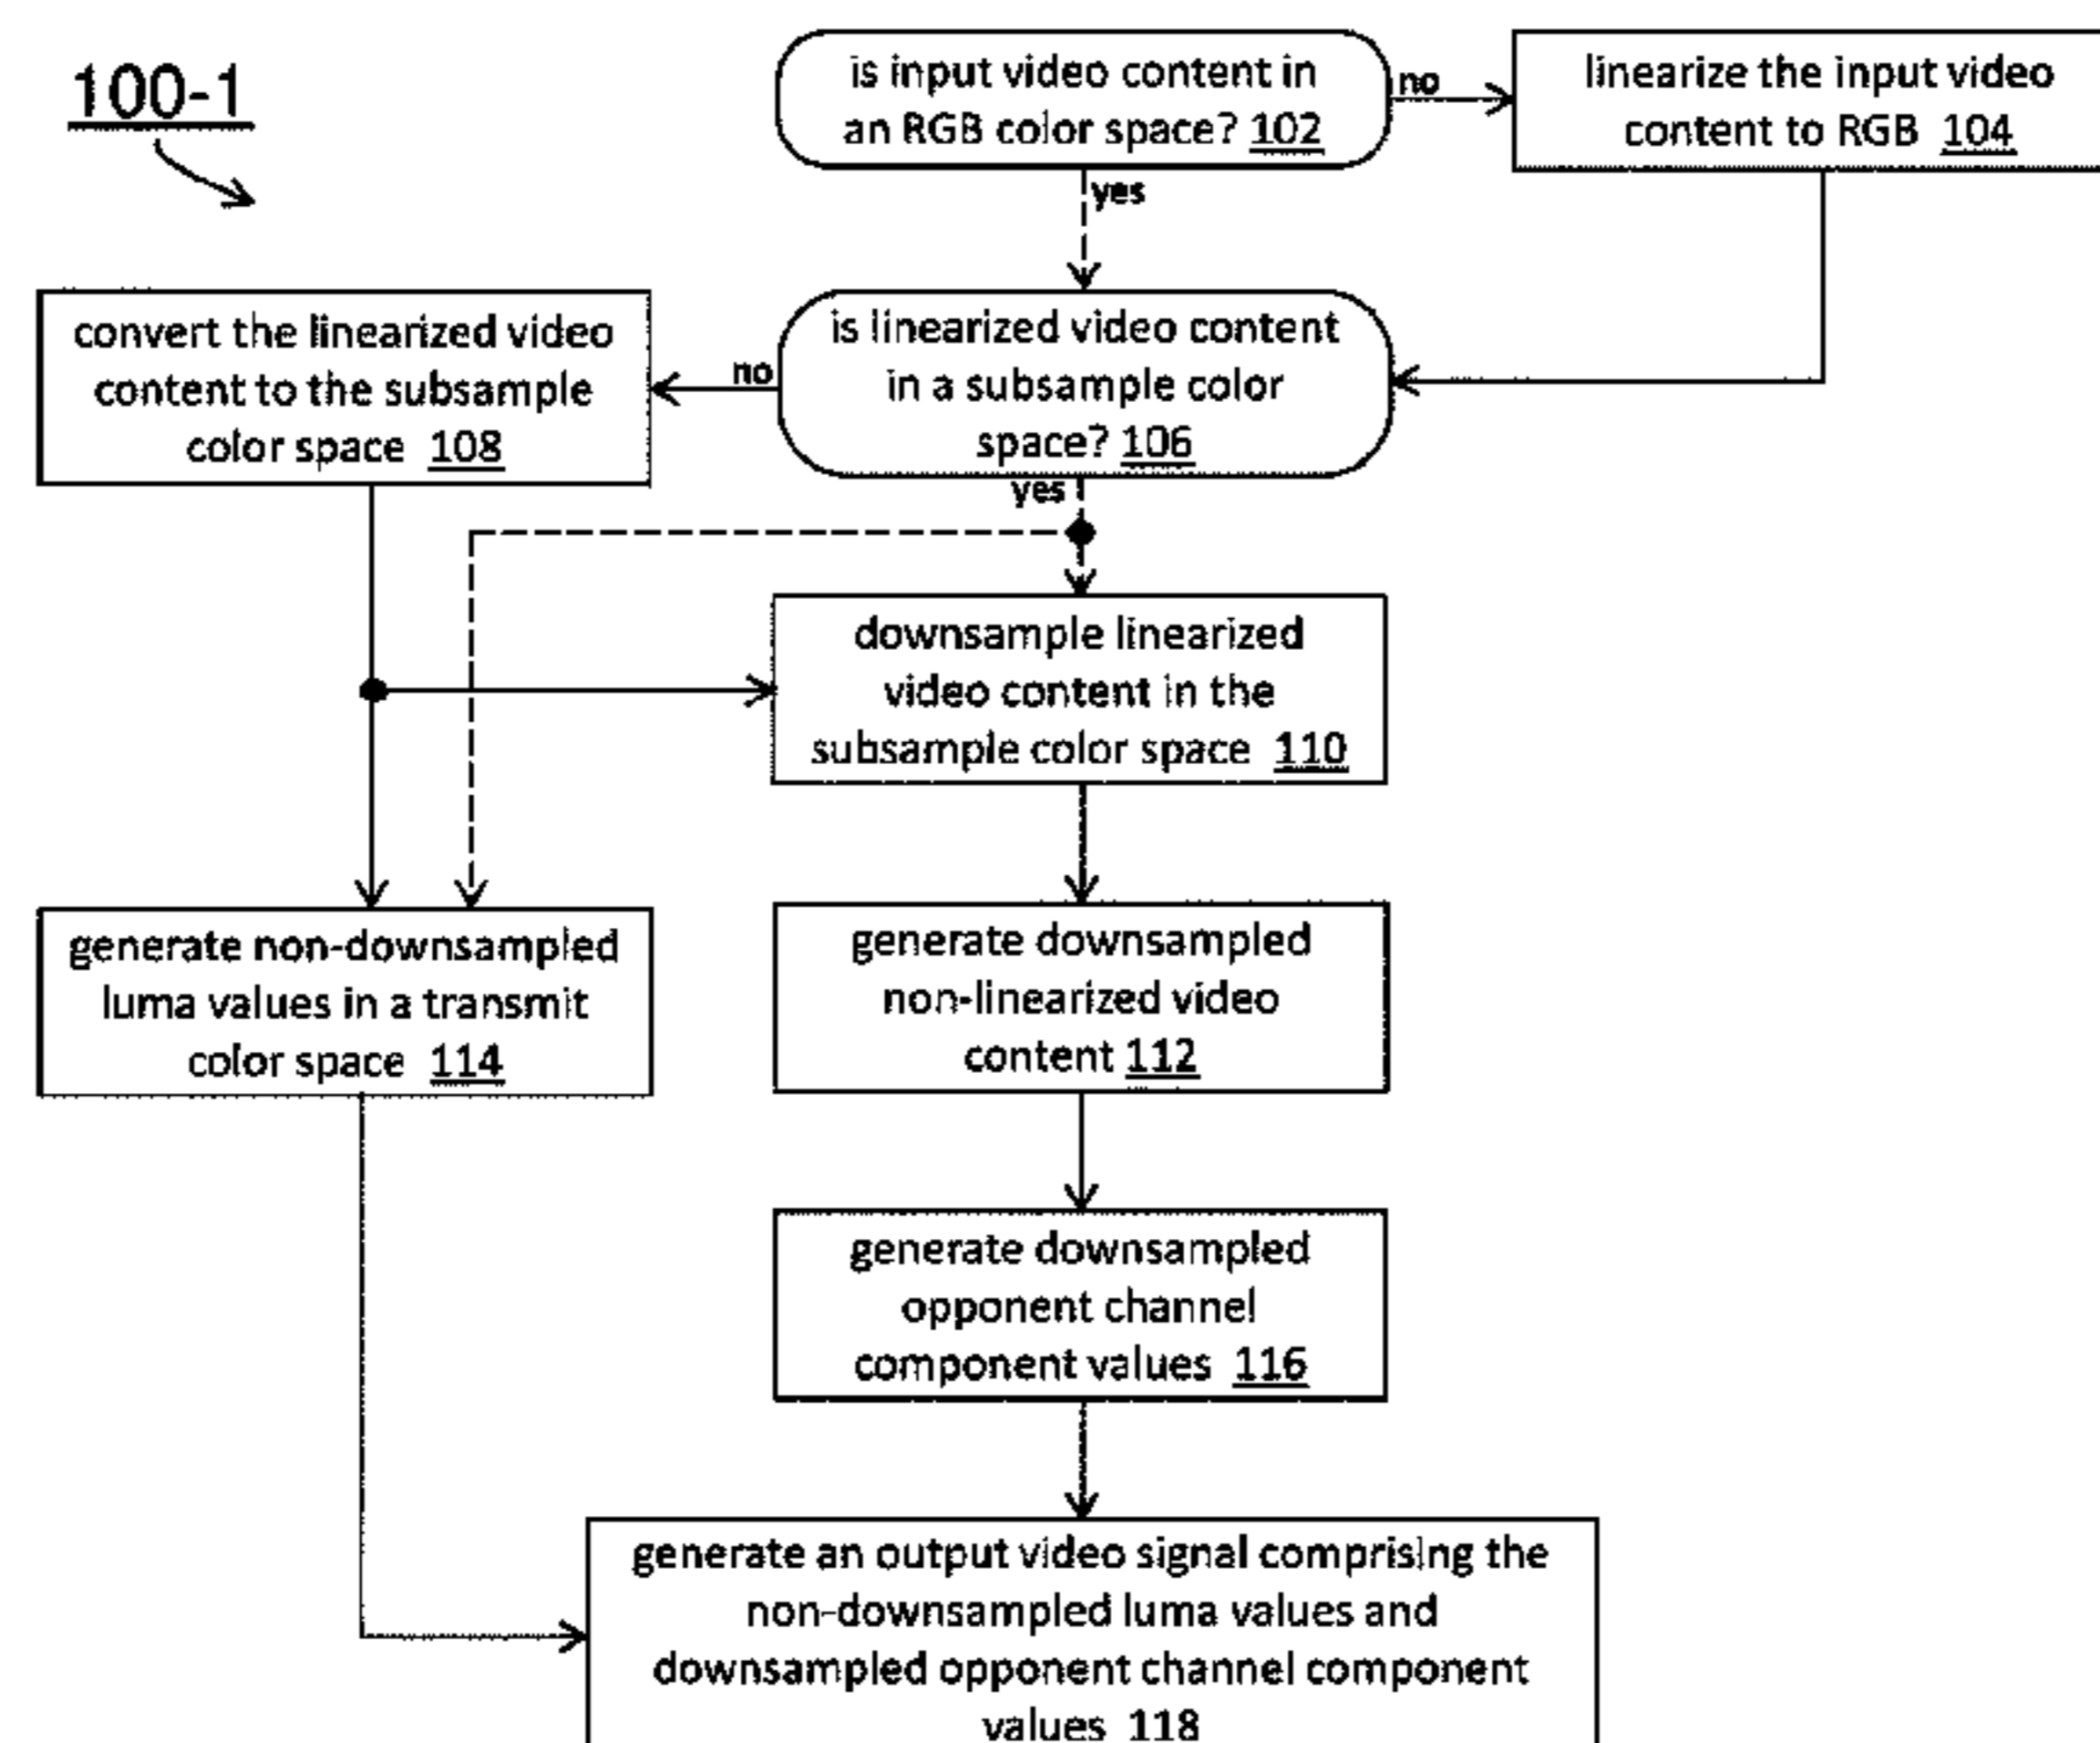 100-1
is input video content in
an RGB color space? 102
no
linearize the input video
content to RGB 104
yes
is linearized video content
in a subsample color
space? 106
no
convert the linearized video
content to the subsample
color space 108
yes
downsample linearized
video content in the
subsample color space 110
generate non-downsampled
luma values in a transmit
color space 114
generate downsampled
non-linearized video
content 112
generate downsampled
opponent channel
component values 116
generate an output video signal comprising the
non-downsampled luma values and
downsampled opponent channel component
values 118